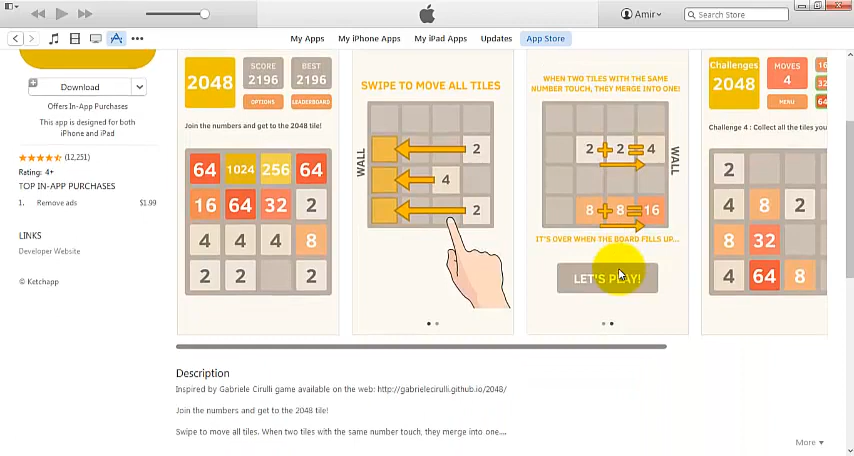 Amir
Search Store
My Apps
My iPhone Apps
My iPad Apps
Updates
App Store
Download
Offers In-App Purchases
This app is designed for both
iPhone and iPad
(12,251)
Rating: 4+
TOP IN-APP PURCHASES
1. Remove ads $1.99
LINKS
Developer Website
© Ketchapp
2048
SCORE
2196
BEST
2196
OPTIONS
LEADERBOARD
Join the numbers and get to the 2048 tile!
64 1024 256 64
16 64 32 2
4 4 4 8
2 2 2
SWIPE TO MOVE ALL TILES
WALL
2
4
2
WHEN TWO TILES WITH THE SAME
NUMBER TOUCH, THEY MERGE INTO ONE!
2 + 2 = 4
8 + 8 = 16
WALL
IT'S OVER WHEN THE BOARD FILLS UP...
LET'S PLAY!
Challenges
2048
MOVES
4
MENU
16
32
64
Challenge 4 : Collect all the tiles you
2
4 8 2
8 32
4 64 8
Description
Inspired by Gabriele Cirulli game available on the web: http://gabrielecirulli.github.io/2048/
Join the numbers and get to the 2048 tile!
Swipe to move all tiles. When two tiles with the same number touch, they merge into one....
More